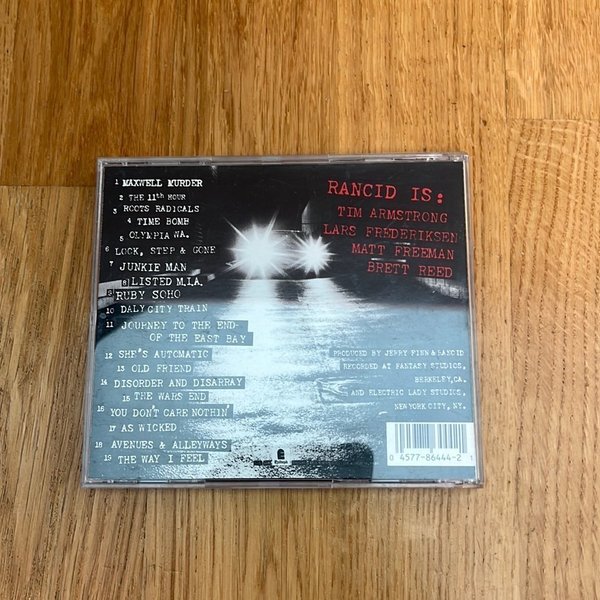 1 MAXWELL MURDER
2 THE 11th HOUR
3 ROOTS RADICALS
4 TIME BOMB
5 OLYMPIA WA.
6 LOCK, STEP & GONE
7 JUNKIE MAN
8 LISTED M.I.A.
9 RUBY SOHO
10 DALY CITY TRAIN
11 JOURNEY TO THE END
OF THE EAST BAY
12 SHE'S AUTOMATIC
13 OLD FRIEND
14 DISORDER AND DISARRAY
15 THE WARS END
16 YOU DON'T CARE NOTHIN'
17 AS WICKED
18 AVENUES & ALLEYWAYS
19 THE WAY I FEEL
RANCID IS:
TIM ARMSTRONG
LARS FREDERIKSEN
MATT FREEMAN
BRETT REED
PRODUCED BY JERRY FINN & RANCID
RECORDED AT FANTASY STUDIOS,
BERKELEY, CA.
AND ELECTRIC LADY STUDIOS,
NEW YORK CITY, NY.
0 4577-86444-2 1